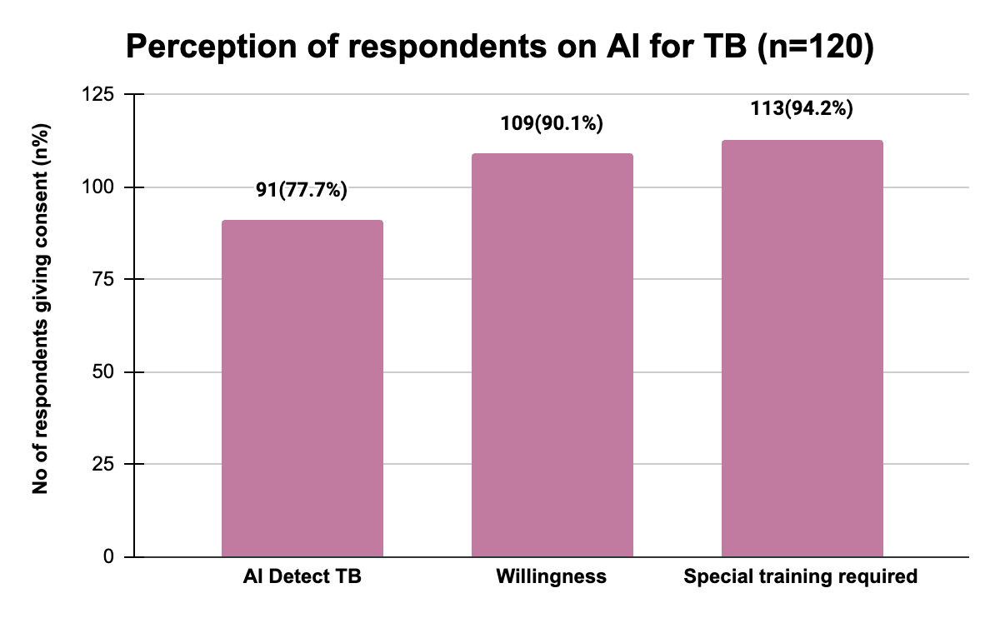 Perception of respondents on AI for TB (n=120)
No of respondents giving consent (n%)
125
100
75
50
25
0
91(77.7%)
109(90.1%)
113(94.2%)
AI Detect TB
Willingness
Special training required